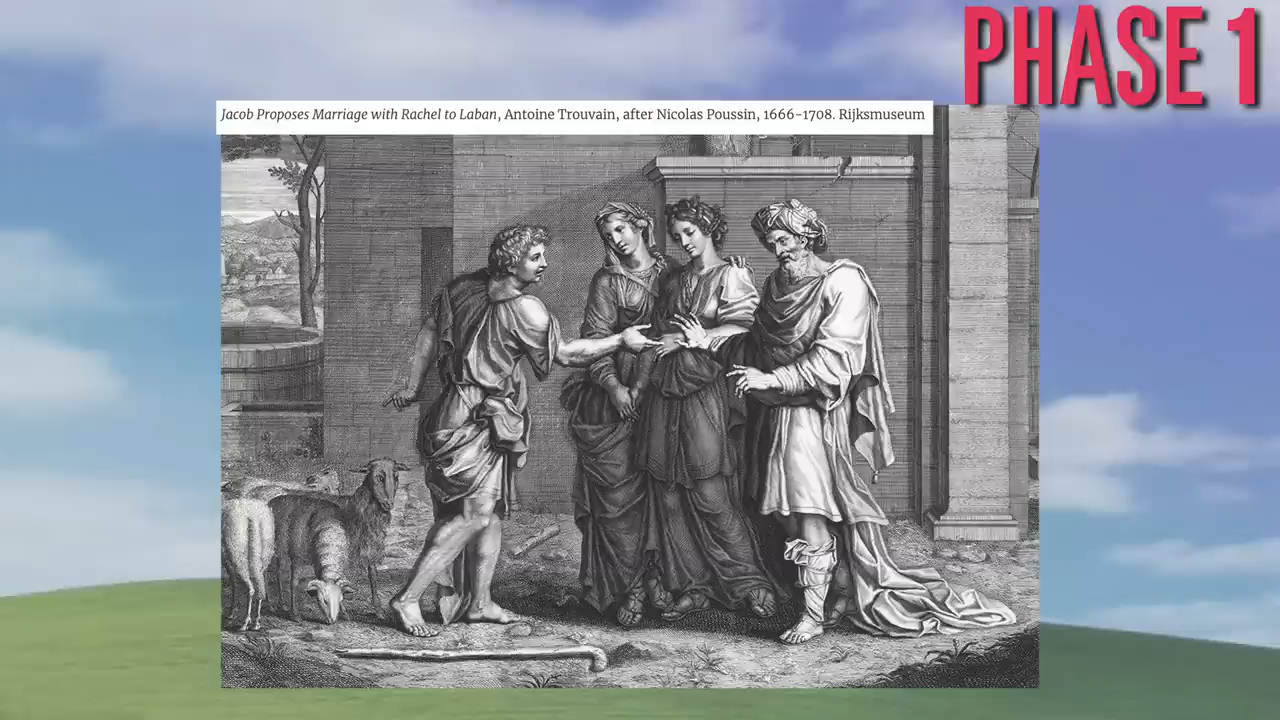 PHASE 1
Jacob Proposes Marriage with Rachel to Laban, Antoine Trouvain, after Nicolas Poussin, 1666-1708. Rijksmuseum